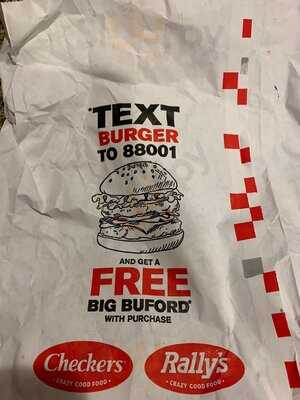 *TEXT
BURGER
TO 88001
AND GET A
FREE
BIG BUFORD*
WITH PURCHASE
Checkers
• CRAZY GOOD FOOD •
Rally's
• CRAZY GOOD FOOD •